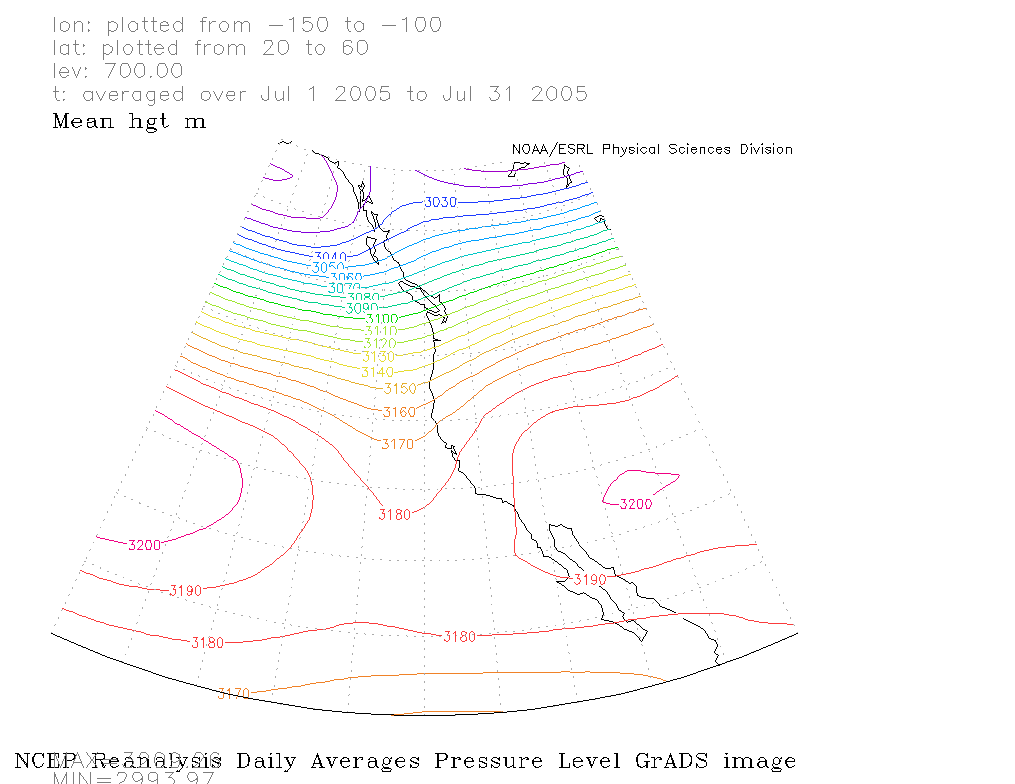 lon: plotted from −150 to −100
lat: plotted from 20 to 60
lev: 700.00
t: averaged over Jul 1 2005 to Jul 31 2005
Mean hgt m
NOAA/ESRL Physical Sciences Division
3030
3040
3050
3060
3070
3080
3090
3100
3110
3120
3130
3140
3150
3160
3170
3180
3200
3200
3190
3190
3180
3180
3170
NCEP Reanalysis Daily Averages Pressure Level GrADS image
MIN=2993.97